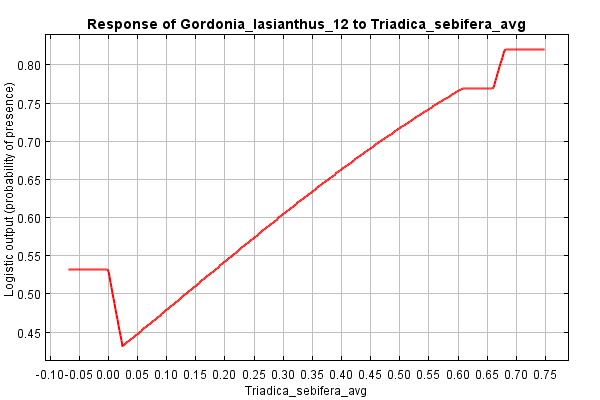 Response of Gordonia_lasianthus_12 to Triadica_sebifera_avg
Logistic output (probability of presence)
0.80
0.75
0.70
0.65
0.60
0.55
0.50
0.45
-0.10 -0.05 0.00 0.05 0.10 0.15 0.20 0.25 0.30 0.35 0.40 0.45 0.50 0.55 0.60 0.65 0.70 0.75
Triadica_sebifera_avg